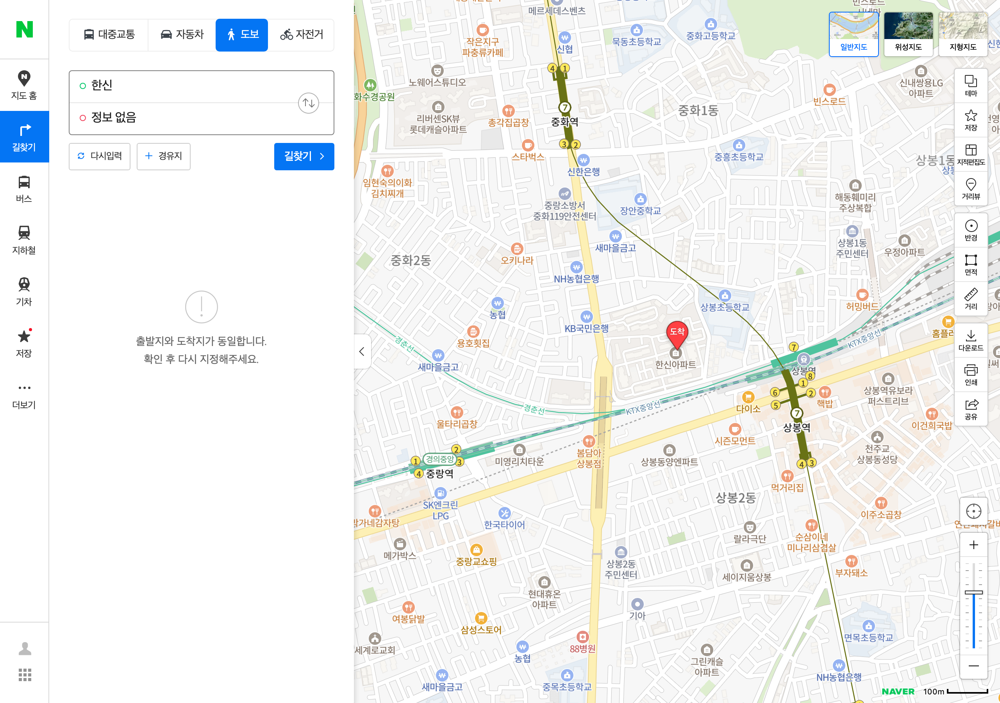 대중교통
자동차
도보
자전거
한신
정보 없음
다시입력
경유지
길찾기
출발지와 도착지가 동일합니다.
확인 후 다시 지정해주세요.
지도 홈
길찾기
버스
지하철
기차
저장
더보기
메르세데스벤츠
작은지구
파충류카페
신협
묵동초등학교
중화고등학교
일반지도
위성지도
지형지도
노웨어스튜디오
4
1
신내쌍용LG
아파트
화수경공원
빈스로드
테마
리버센SK뷰
롯데캐슬아파트
총각집곱창
7
중화역
중화1동
저장
스타벅스
3
2
중흥초등학교
상봉1동
지적편집도
신한은행
임현숙의이화
김치찌개
해동훼미리
주상복합
거리뷰
중랑소방서
중화119안전센터
장안중학교
반경
새마을금고
상봉1동
주민센터
우정아파트
중화2동
오키나라
NH농협은행
면적
농협
상봉초등학교
허밍버드
거리
KB국민은행
도착
홈플러
용호횟집
경춘선
KTX중앙선
7
다운로드
새마을금고
한신아파트
상봉역
8
1
6
2
5
인쇄
상봉역유보라
퍼스트리브
다이소
핵밥
경춘선
KTX중앙선
울타리곱창
7
상봉역
이건희국밥
공유
시즌모먼트
봄담아
상봉점
천주교
상봉동성당
2
1
경의중앙
3
4
중랑역
미영리치타운
상봉동양엔파트
4
3
먹거리집
SK엔크린
LPG
상봉2동
이주소곱창
한국타이어
랄라극단
순삼이네
미나리삼겹살
메가박스
중랑교쇼핑
상봉2동
주민센터
세이지움상봉
부자돼소
현대휴온
아파트
여봉닭발
기아
삼성스토어
면목초등학교
세계로교회
88병원
농협
그린캐슬
아파트
새마을금고
중목초등학교
NH농협은행
NAVER
100m